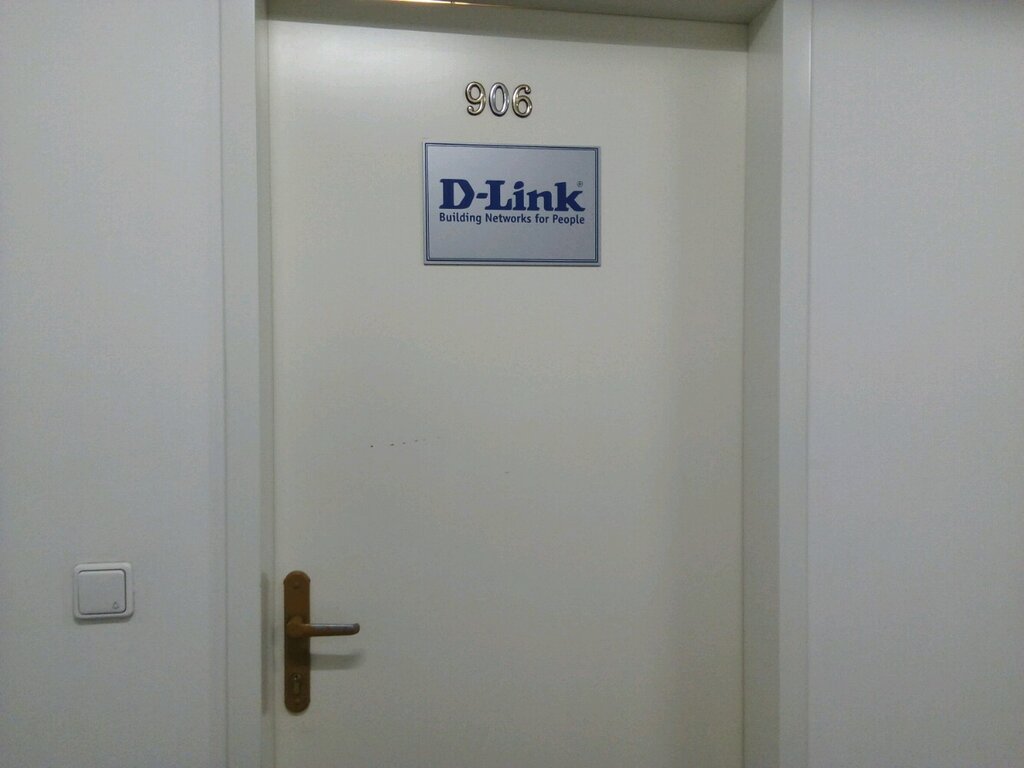 906
D-Link®
Building Networks for People